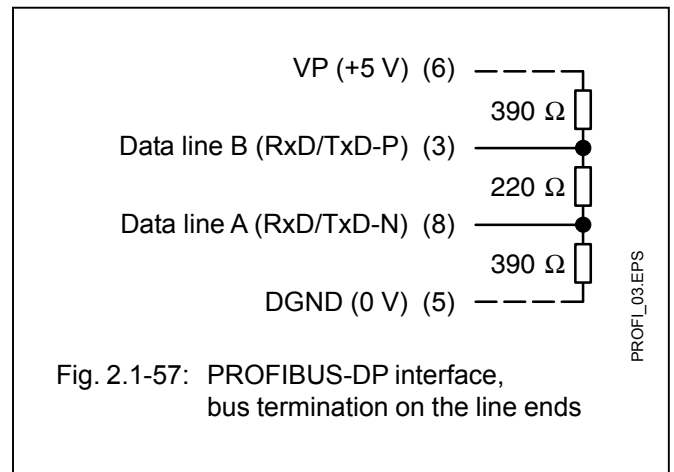 VP (+5 V) (6)
390 Ω
Data line B (RxD/TxD-P) (3)
220 Ω
Data line A (RxD/TxD-N) (8)
390 Ω
DGND (0 V) (5)
PROFI_03.EPS
Fig. 2.1-57: PROFIBUS-DP interface,
bus termination on the line ends